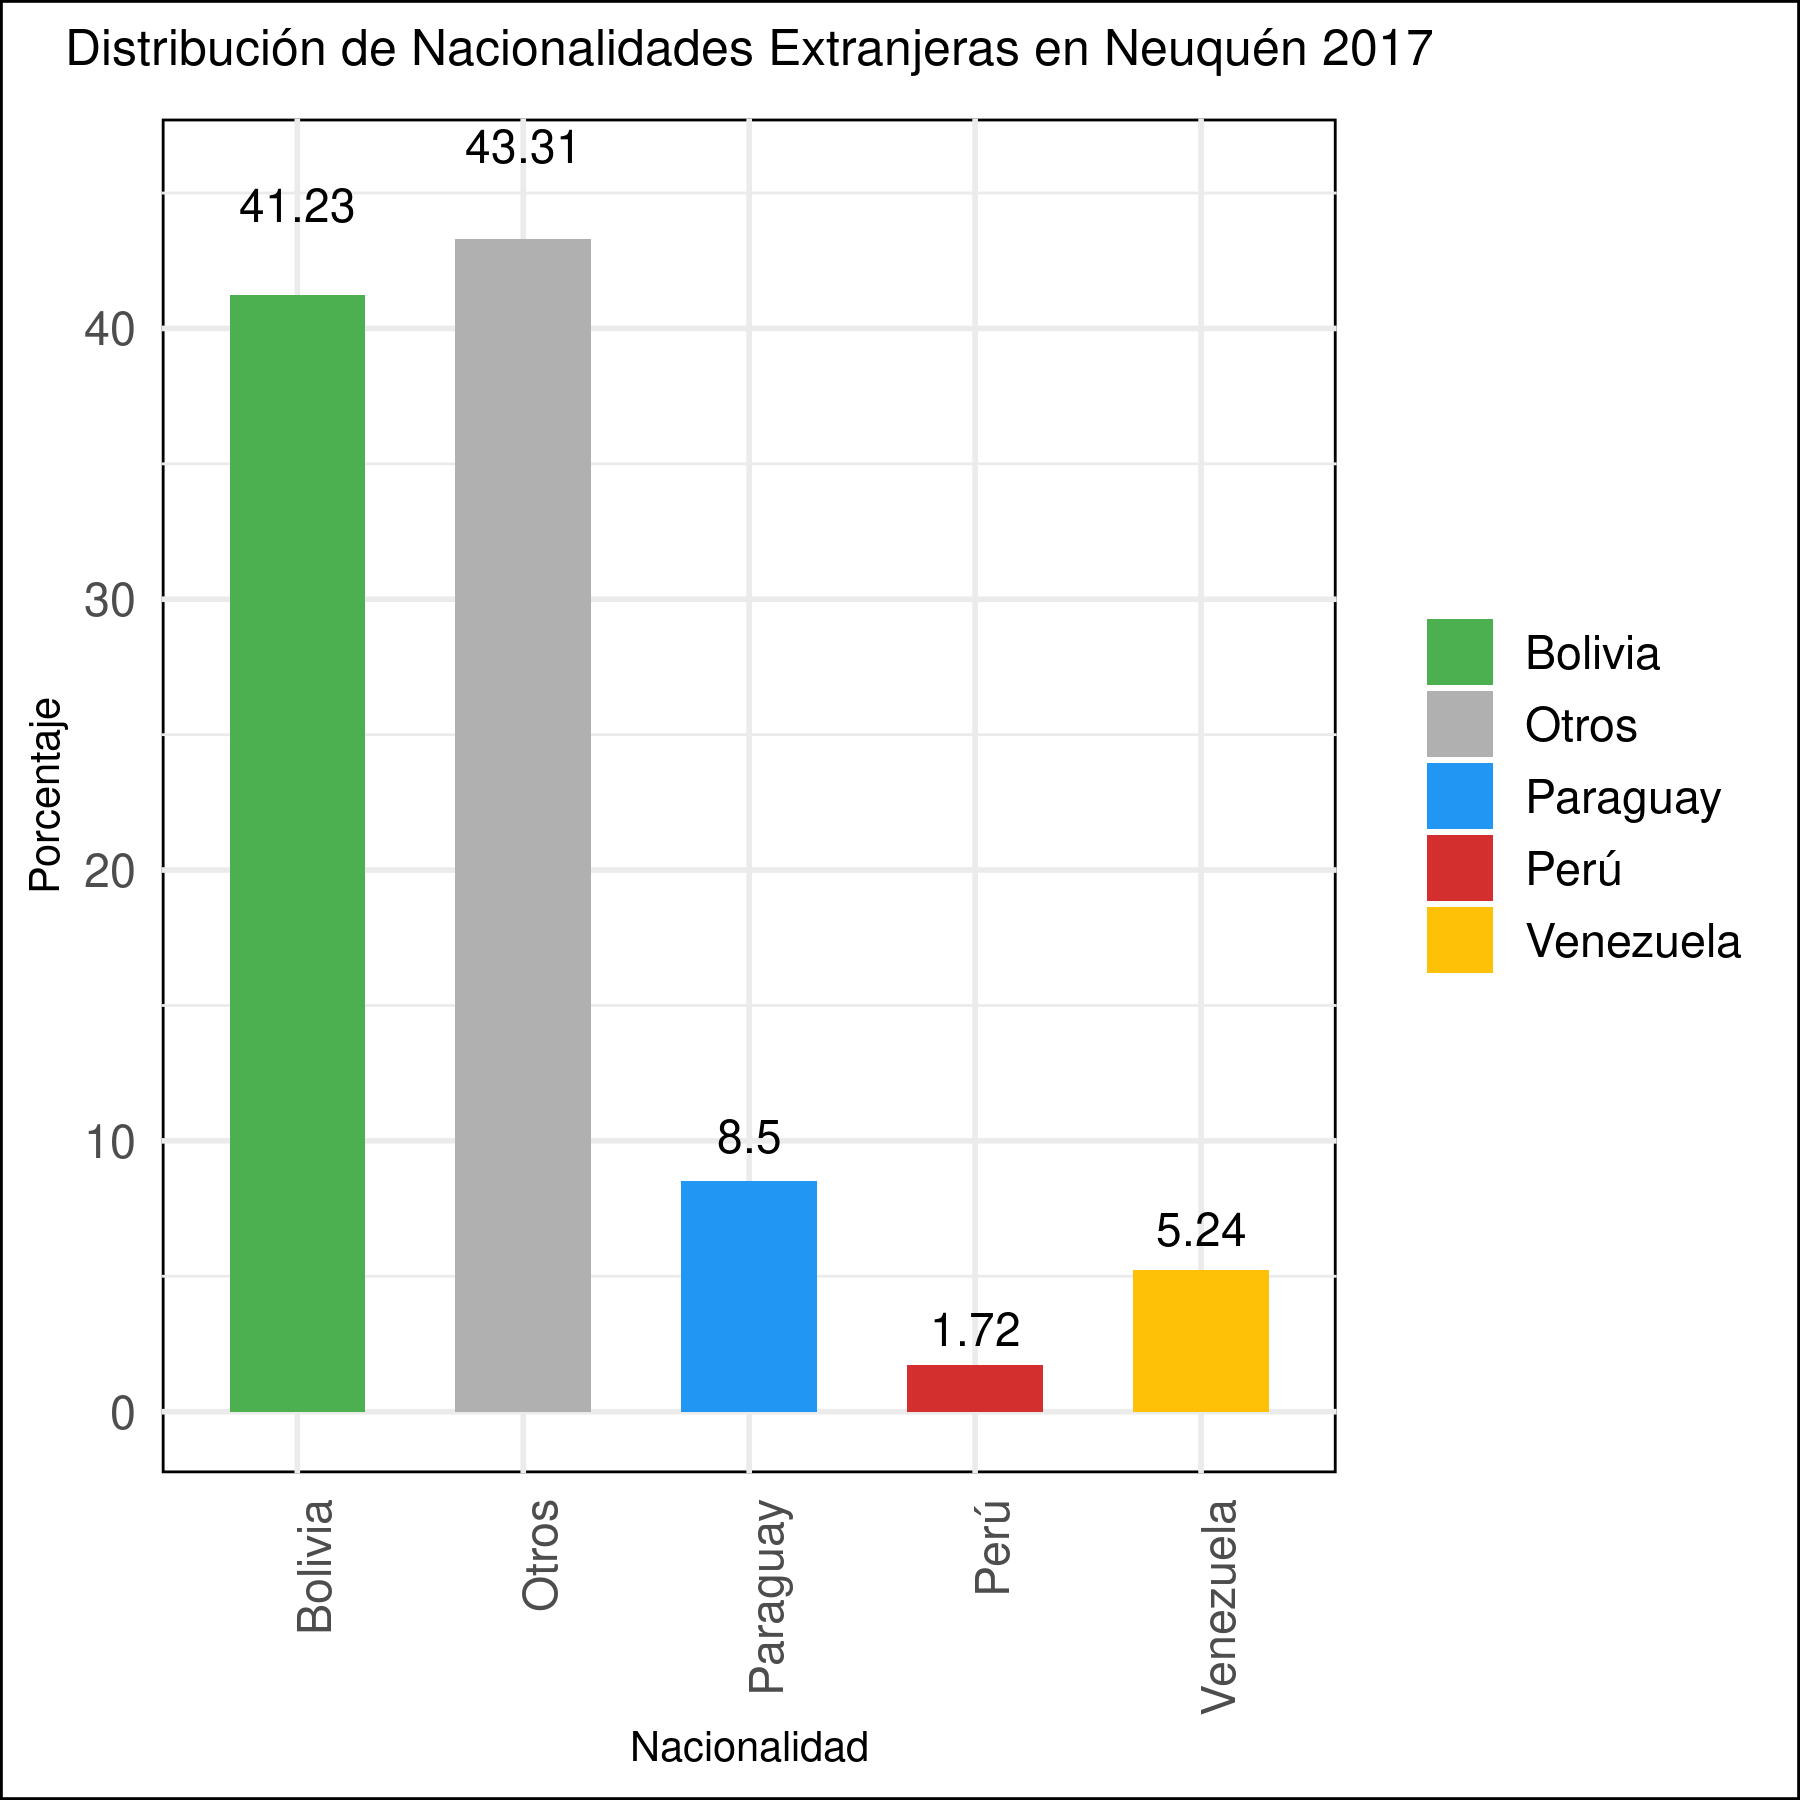 Distribución de Nacionalidades Extranjeras en Neuquén 2017
43.31
41.23
40
30
20
10
0
8.5
5.24
1.72
Porcentaje
Bolivia
Otros
Paraguay
Perú
Venezuela
Nacionalidad
Bolivia
Otros
Paraguay
Perú
Venezuela